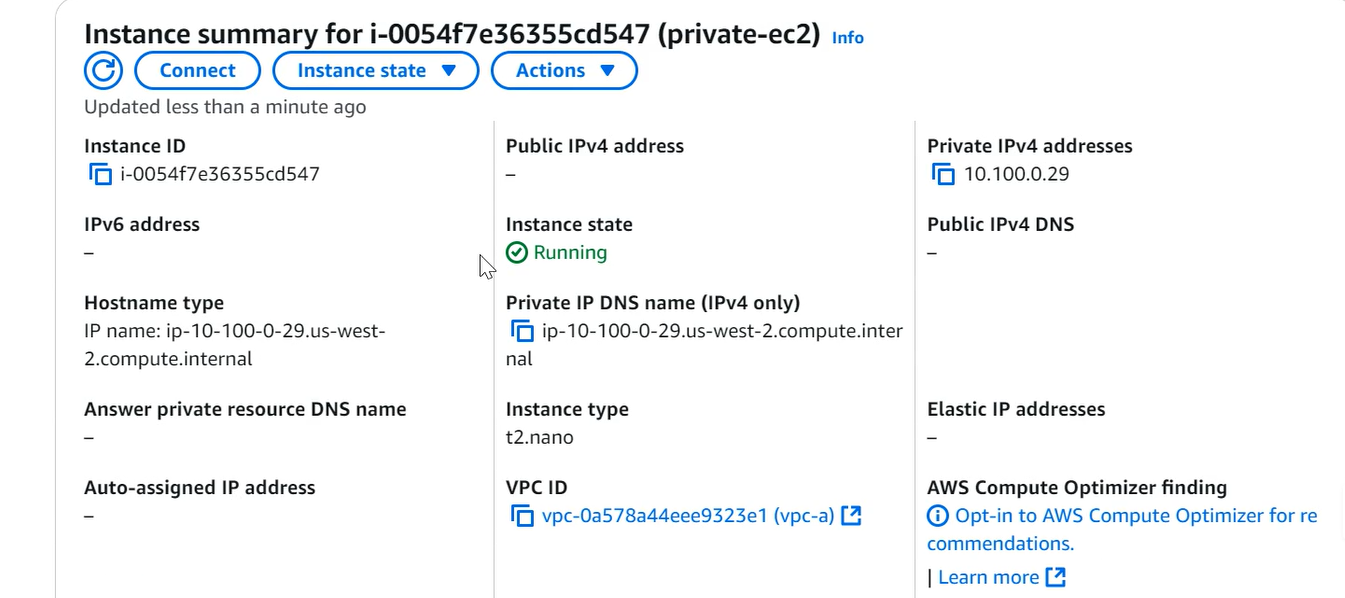 Instance summary for i-0054f7e36355cd547 (private-ec2) Info
Connect Instance state Actions
Updated less than a minute ago
Instance ID
i-0054f7e36355cd547
Public IPv4 address
–
Private IPv4 addresses
10.100.0.29
IPv6 address
–
Instance state
Running
Public IPv4 DNS
–
Hostname type
IP name: ip-10-100-0-29.us-west-
2.compute.internal
Private IP DNS name (IPv4 only)
ip-10-100-0-29.us-west-2.compute.inter
nal
Answer private resource DNS name
–
Instance type
t2.nano
Elastic IP addresses
–
Auto-assigned IP address
–
VPC ID
vpc-0a578a44eee9323e1 (vpc-a)
AWS Compute Optimizer finding
Opt-in to AWS Compute Optimizer for re
commendations.
| Learn more